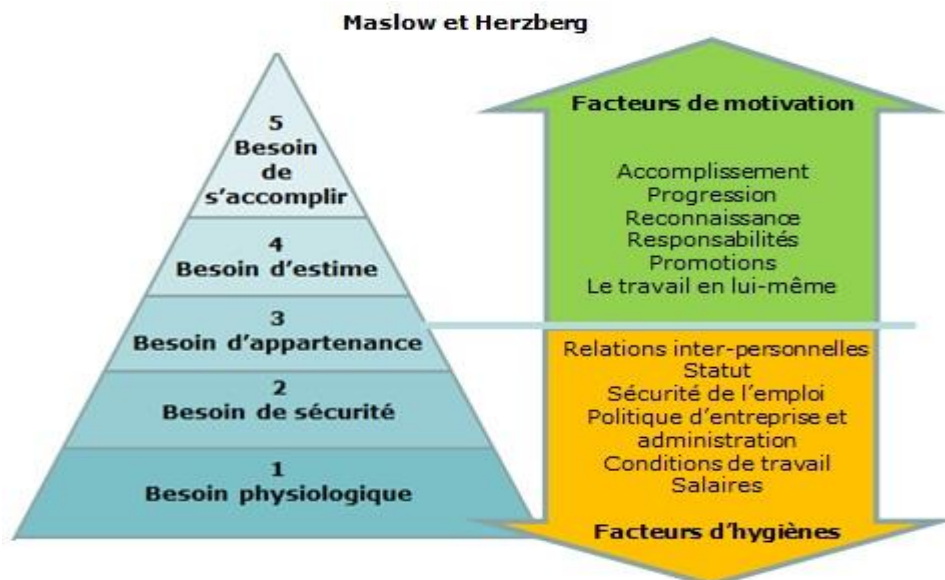 Maslow et Herzberg
5
Besoin
de
s'accomplir
4
Besoin d'estime
3
Besoin d'appartenance
2
Besoin de sécurité
1
Besoin physiologique
Facteurs de motivation
Accomplissement
Progression
Reconnaissance
Responsabilités
Promotions
Le travail en lui-même
Relations inter-personnelles
Statut
Sécurité de l'emploi
Politique d'entreprise et
administration
Conditions de travail
Salaires
Facteurs d'hygiènes